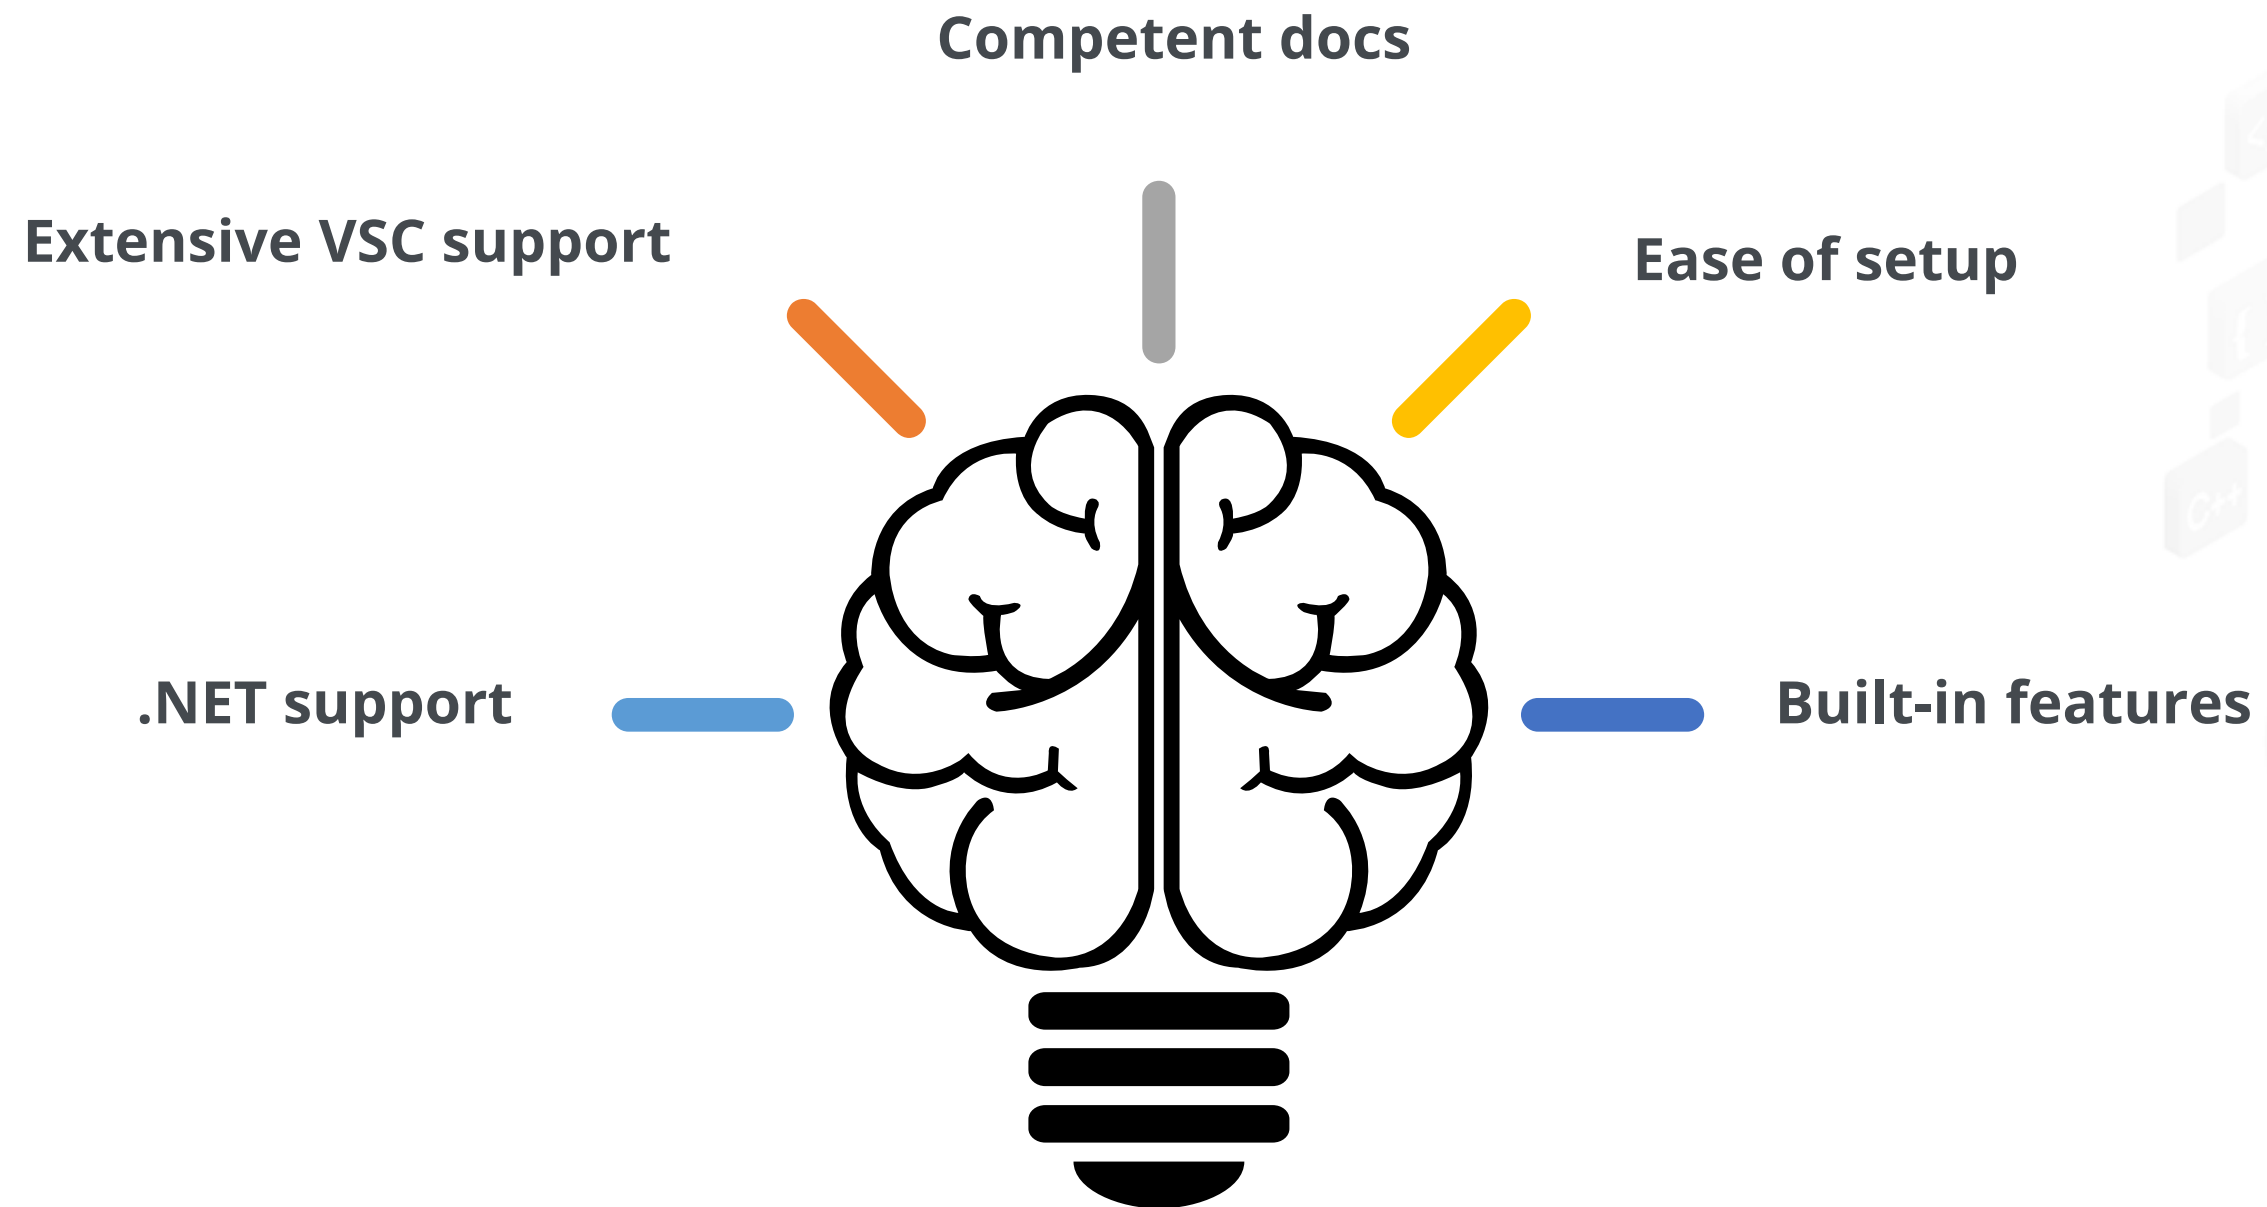 Competent docs
Extensive VSC support
Ease of setup
.NET support
Built-in features
C++